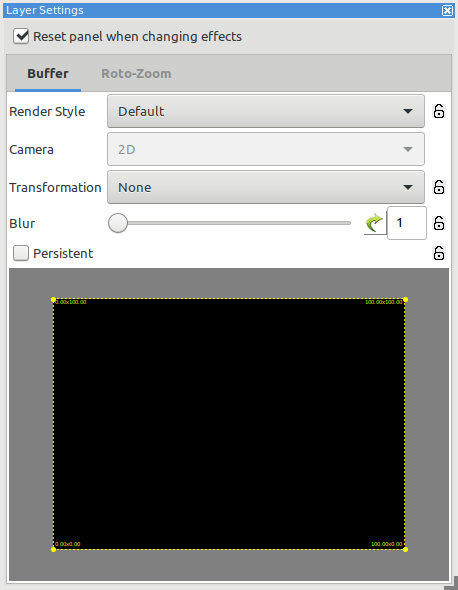 Layer Settings
Reset panel when changing effects
Buffer Roto-Zoom
Render Style Default
Camera 2D
Transformation None
Blur 1
Persistent
0.00x100.00 100.00x100.00
0.00x0.00 100.00x0.00